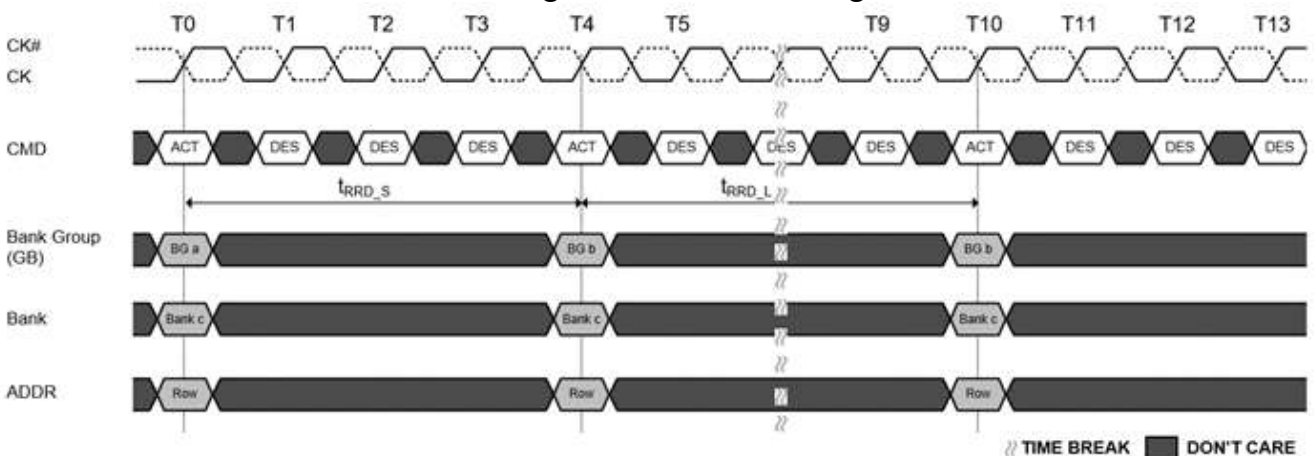 T0 T1 T2 T3 T4 T5 T9 T10 T11 T12 T13
CK#
CK
CMD ACT DES DES DES ACT DES DES DES ACT DES DES DES
tRRD_S tRRD_L
Bank Group
(GB)
BG a BG b BG b
Bank Bank c Bank c Bank c
ADDR Row Row Row
TIME BREAK DON'T CARE